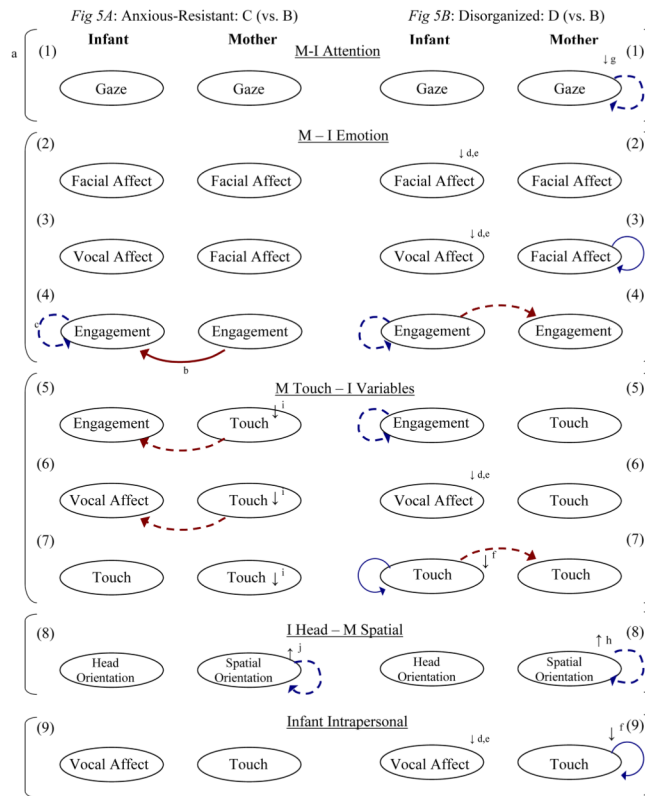 Fig 5A: Anxious-Resistant: C (vs. B) Fig 5B: Disorganized: D (vs. B)
Infant Mother Infant Mother
a (1) M-I Attention (1)
↓ g
Gaze Gaze Gaze Gaze
M – I Emotion
(2) (2)
↓ d,e
Facial Affect Facial Affect Facial Affect Facial Affect
(3) (3)
↓ d,e
Vocal Affect Facial Affect Vocal Affect Facial Affect
(4) (4)
c Engagement Engagement Engagement Engagement
b
(5) M Touch – I Variables (5)
Engagement Touch ↓ i Engagement Touch
(6) (6)
↓ d,e
Vocal Affect Touch ↓ i Vocal Affect Touch
(7) (7)
Touch Touch ↓ i Touch ↓ f Touch
(8) I Head – M Spatial (8)
↑ j ↑ h
Head Orientation Spatial Orientation Head Orientation Spatial Orientation
(9) Infant Intrapersonal (9)
↓ d,e ↓ f
Vocal Affect Touch Vocal Affect Touch